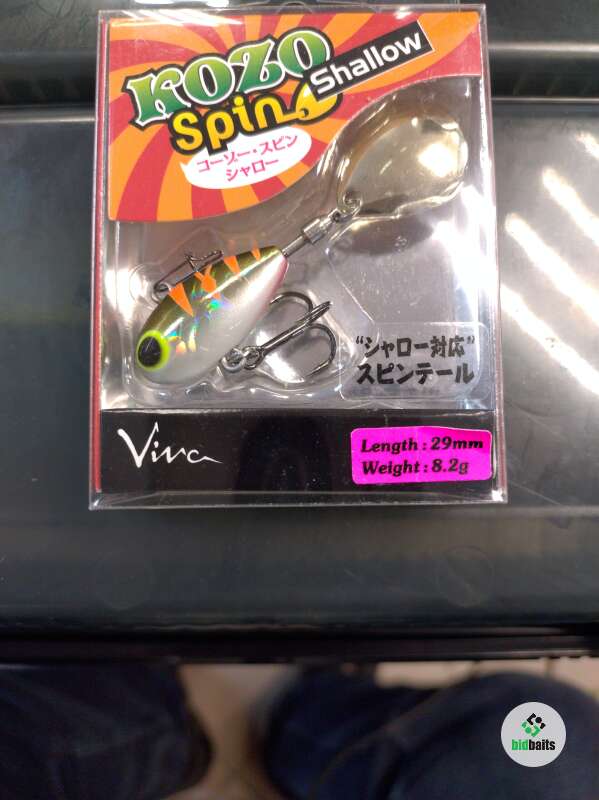 KOZO
Spin
Shallow
コーゾー・スピン
シャロー
"シャロー対応"
スピンテール
Viva
Length : 29mm
Weight : 8.2g
bidbaits